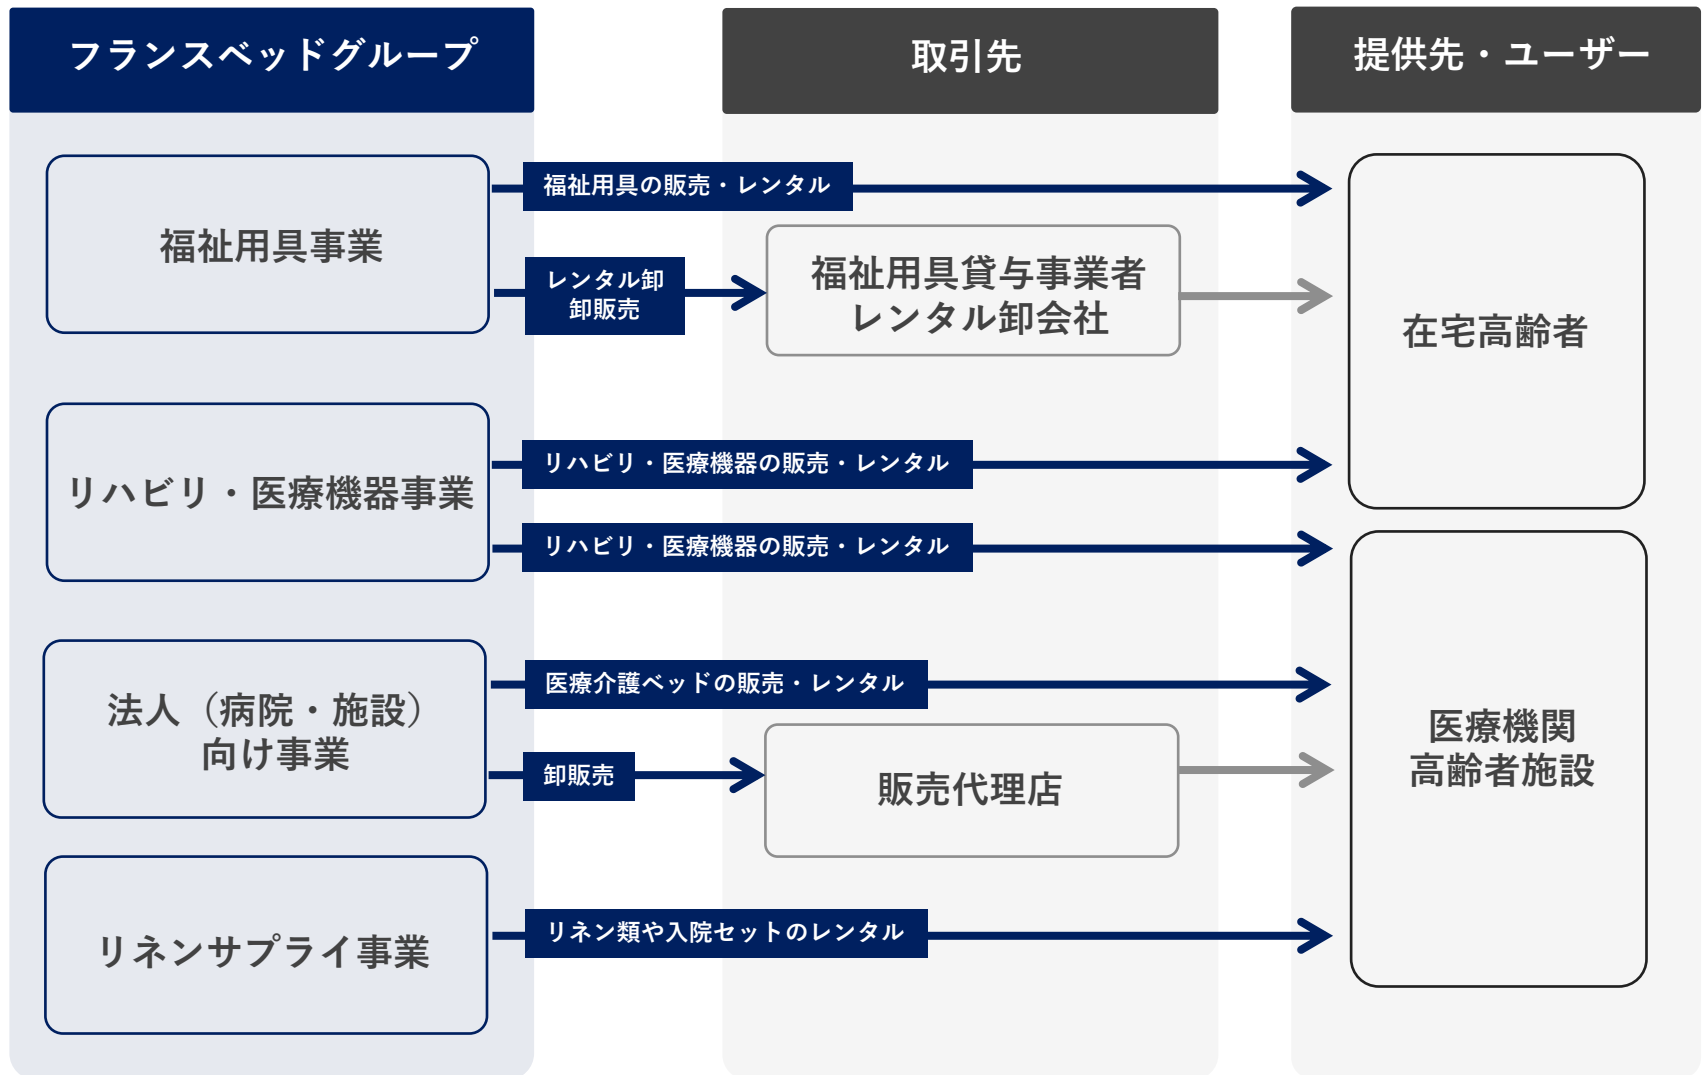 フランスベッドグループ
取引先
提供先・ユーザー
福祉用具事業
福祉用具の販売・レンタル
レンタル卸
卸販売
福祉用具貸与事業者
レンタル卸会社
在宅高齢者
リハビリ・医療機器事業
リハビリ・医療機器の販売・レンタル
リハビリ・医療機器の販売・レンタル
法人（病院・施設）
向け事業
医療介護ベッドの販売・レンタル
卸販売
販売代理店
医療機関
高齢者施設
リネンサプライ事業
リネン類や入院セットのレンタル